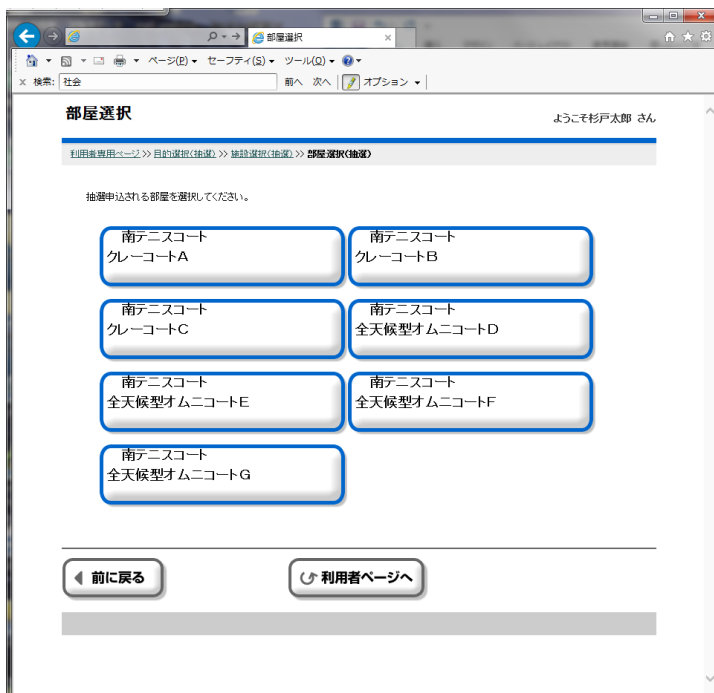 部屋選択
ページ(P) セーフティ(S) ツール(O)
× 検索: 社会 前へ 次へ オプション
部屋選択 ようこそ杉戸太郎 さん
利用者専用ページ >> 目的選択(抽選) >> 施設選択(抽選) >> 部屋選択(抽選)
抽選申込される部屋を選択してください。
南テニスコート
クレーコートA
南テニスコート
クレーコートB
南テニスコート
クレーコートC
南テニスコート
全天候型オムニコートD
南テニスコート
全天候型オムニコートE
南テニスコート
全天候型オムニコートF
南テニスコート
全天候型オムニコートG
前に戻る 利用者ページへ